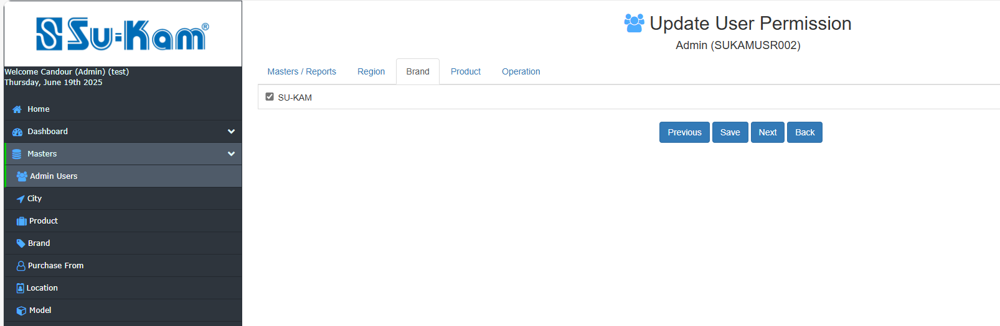 Su-Kam®
Welcome Candour (Admin) (test)
Thursday, June 19th 2025
Home
Dashboard
Masters
Admin Users
City
Product
Brand
Purchase From
Location
Model
Update User Permission
Admin (SUKAMUSR002)
Masters / Reports Region Brand Product Operation
SU-KAM
Previous Save Next Back